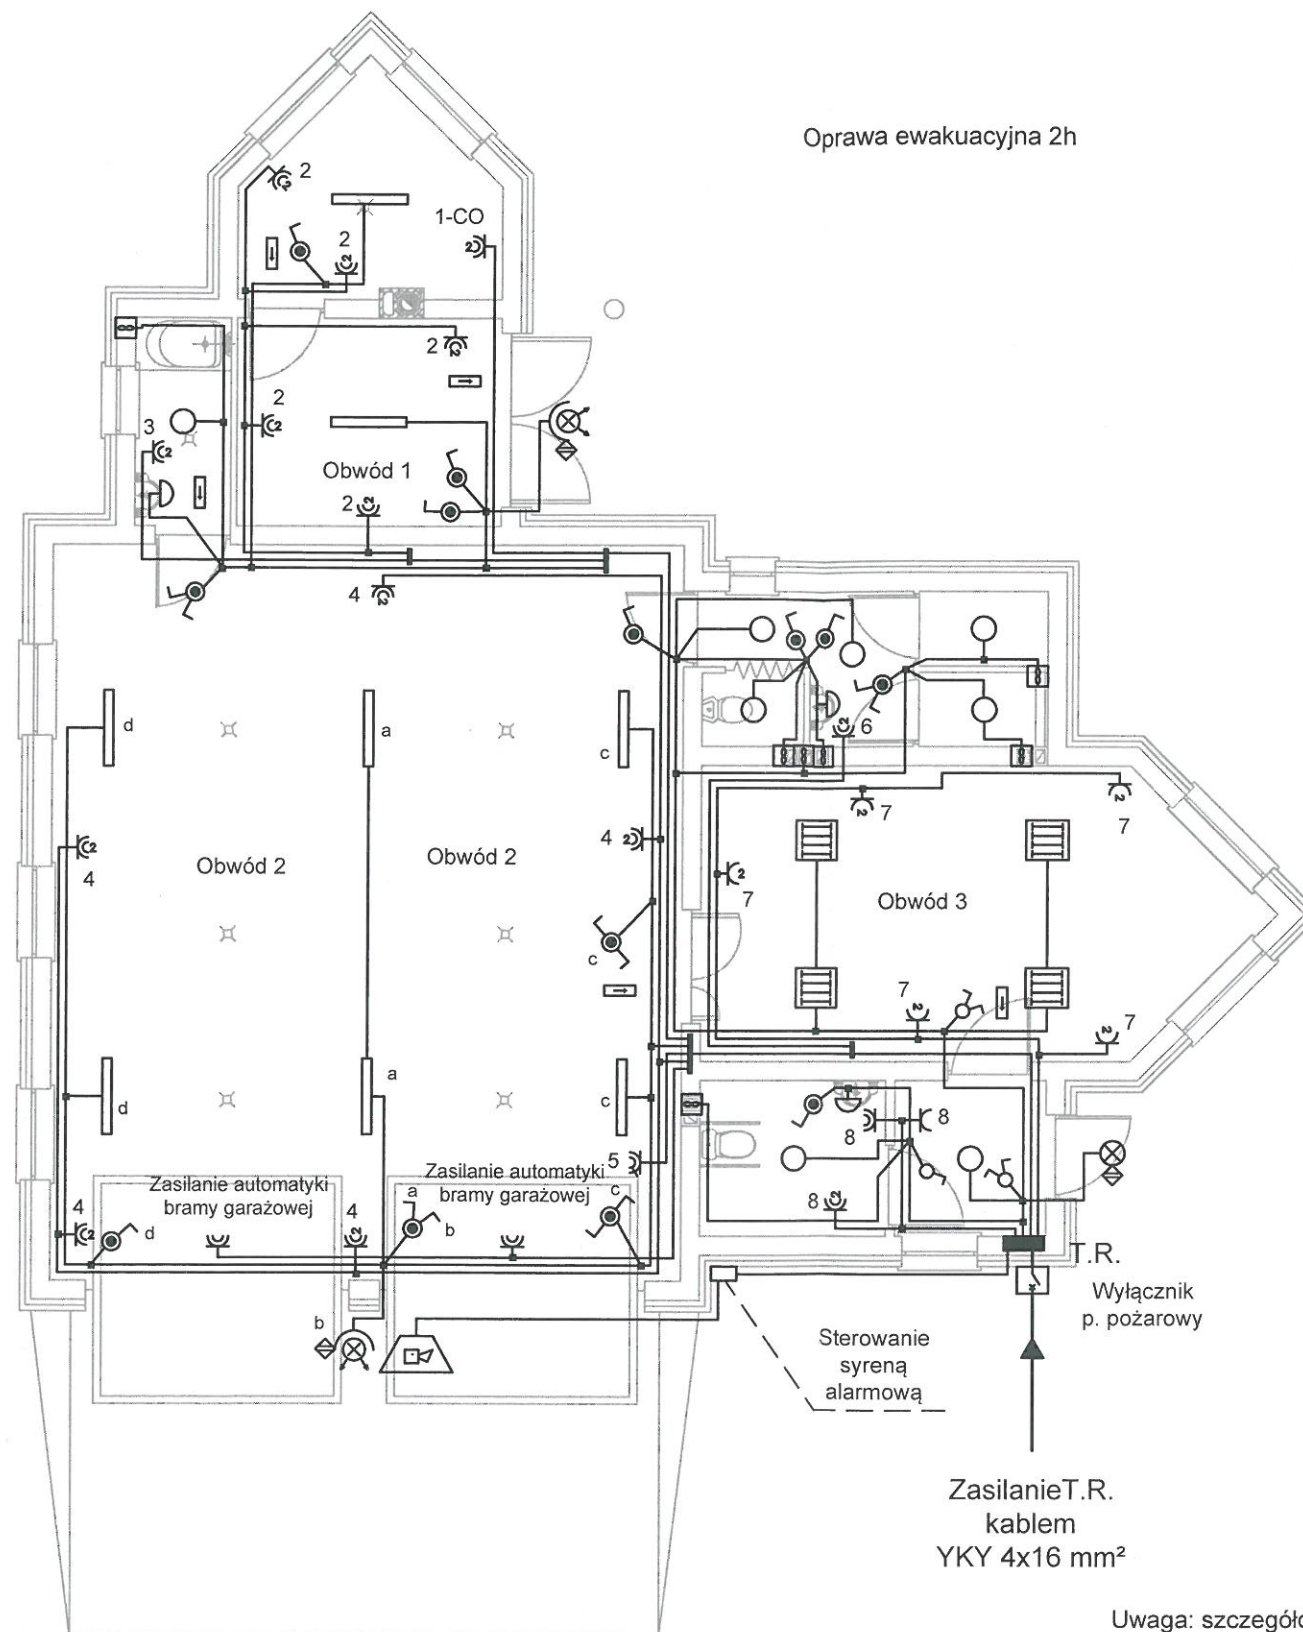 Oprawa ewakuacyjna 2h
2
1-CO
2
2
2
3
Obwód 1
2
4
d
a
c
6
7
7
4
4
Obwód 2
Obwód 2
7
Obwód 3
c
7
7
d
a
c
8
8
5
Zasilanie automatyki
bramy garażowej
Zasilanie automatyki
bramy garażowej
4
d
4
a
b
c
8
T.R.
Wyłącznik
p. pożarowy
b
Sterowanie
syreną
alarmową
ZasilanieT.R.
kablem
YKY 4x16 mm²
Uwaga: